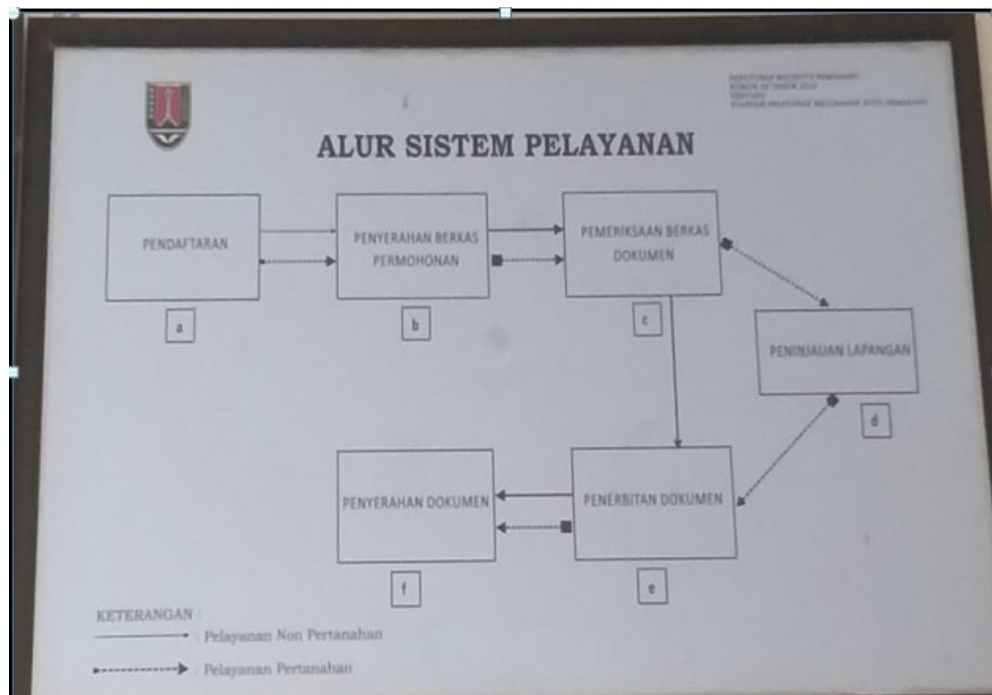 ALUR SISTEM PELAYANAN
PENDAFTARAN
a
PENYERAHAN BERKAS
PERMOHONAN
b
PEMERIKSAAN BERKAS
DOKUMEN
c
PENINJAUAN LAPANGAN
d
PENYERAHAN DOKUMEN
f
PENERBITAN DOKUMEN
e
KETERANGAN :
: Pelayanan Non Pertanahan
: Pelayanan Pertanahan